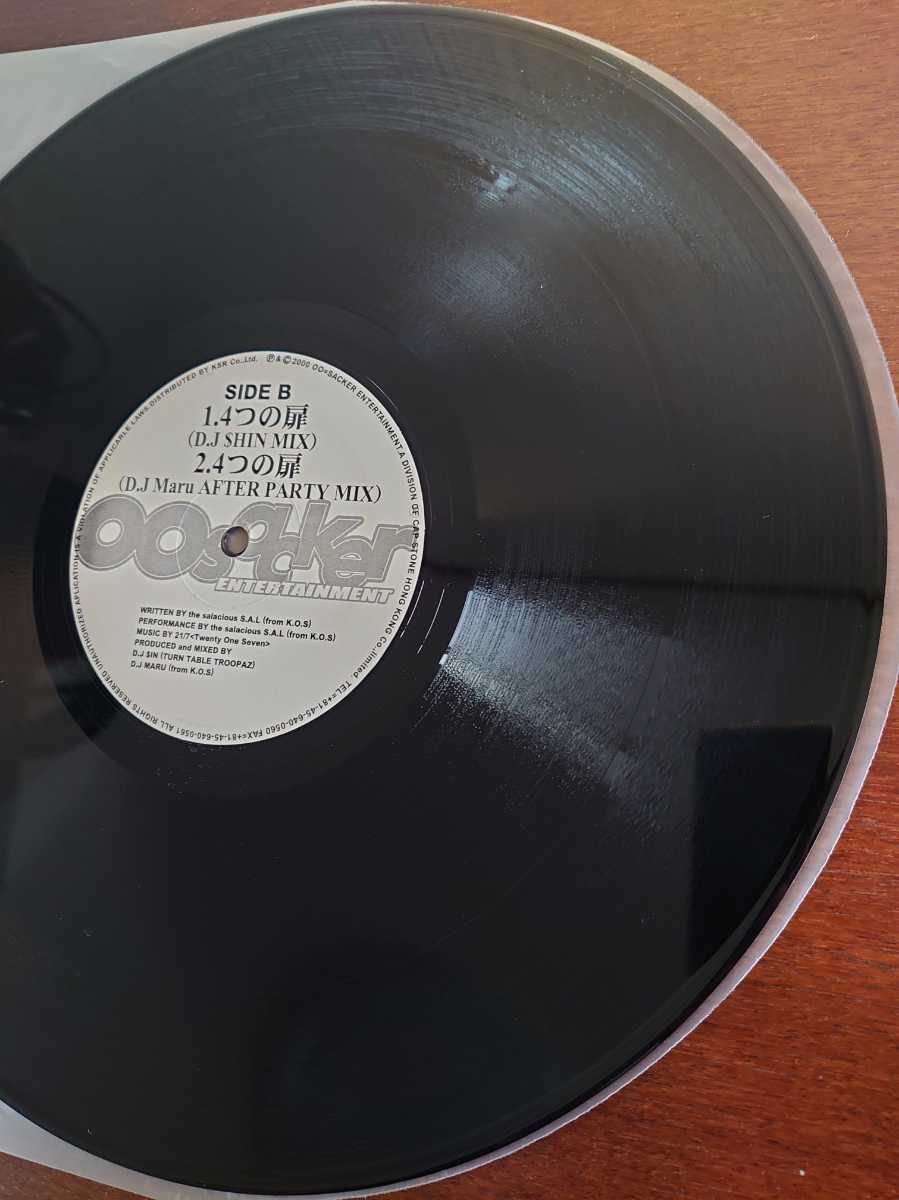 SIDE B
1.4つの扉
(D.J $HIN MIX)
2.4つの扉
(D.J Maru AFTER PARTY MIX)
OOsacker
ENTERTAINMENT
WRITTEN BY the salacious S.A.L (from K.O.S)
PERFORMANCE BY the salacious S.A.L (from K.O.S)
MUSIC BY 21/7<Twenty One Seven>
PRODUCED and MIXED BY
D.J $IN (TURN TABLE TROOPAZ)
D.J MARU (from K.O.S)
℗&©2000 OO=SACKER ENTERTAINMENT.A DIVISION OF CAP STONE HONG KONG Co.,limited. TEL=+81-45-640-0560 FAX=+81-45-640-0561 ALL RIGHTS RESERVED UNAUTHORIZED APLICATION IS A VIOLATION OF APPLICABLE LAWS.DISTRIBUTED BY KSR Co.,Ltd.